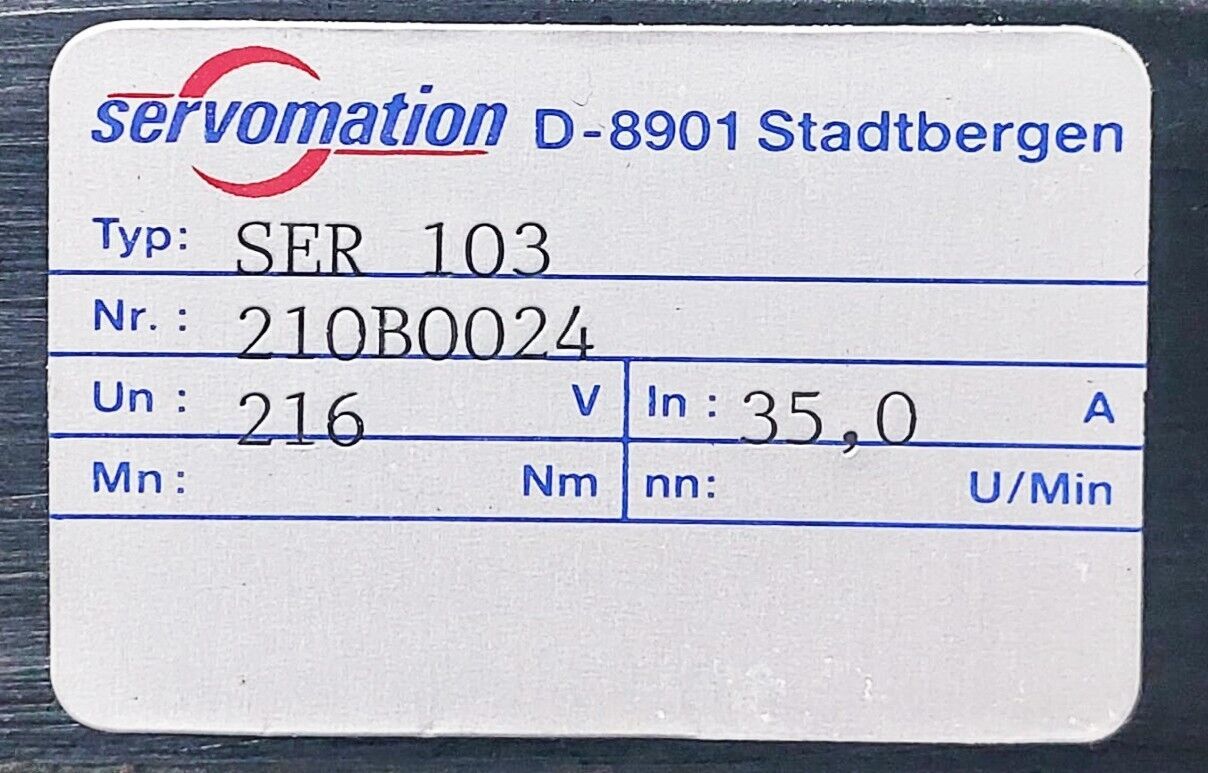 servomation D-8901 Stadtbergen
Typ: SER 103
Nr. : 210B0024
Un : 216 V In : 35,0 A
Mn : Nm nn: U/Min